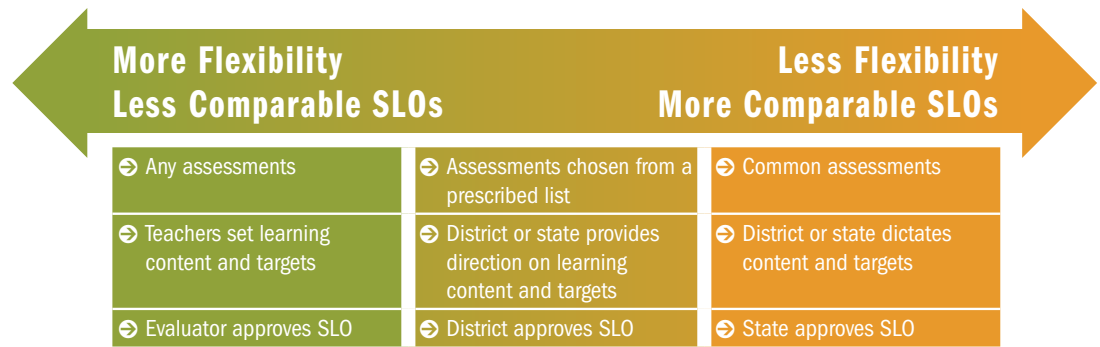 More Flexibility
Less Comparable SLOs
Less Flexibility
More Comparable SLOs
Any assessments
Assessments chosen from a
prescribed list
Common assessments
Teachers set learning
content and targets
District or state provides
direction on learning
content and targets
District or state dictates
content and targets
Evaluator approves SLO
District approves SLO
State approves SLO